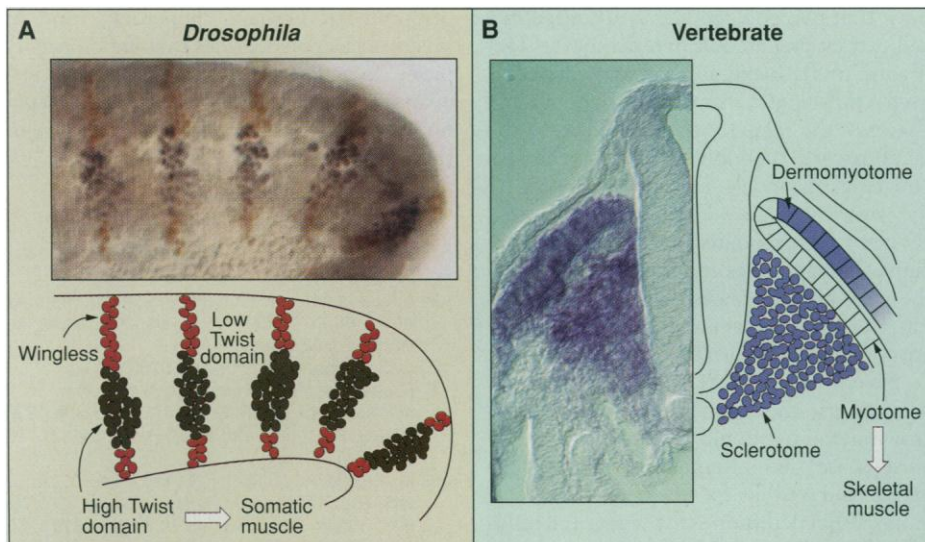 A
Drosophila
Wingless
Low
Twist
domain
High Twist
domain
Somatic
muscle
B
Vertebrate
Dermomyotome
Myotome
Sclerotome
Skeletal
muscle